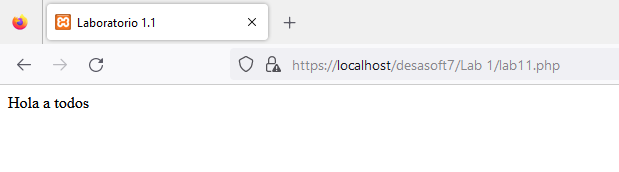 Laboratorio 1.1
https://localhost/desasoft7/Lab 1/lab11.php
Hola a todos